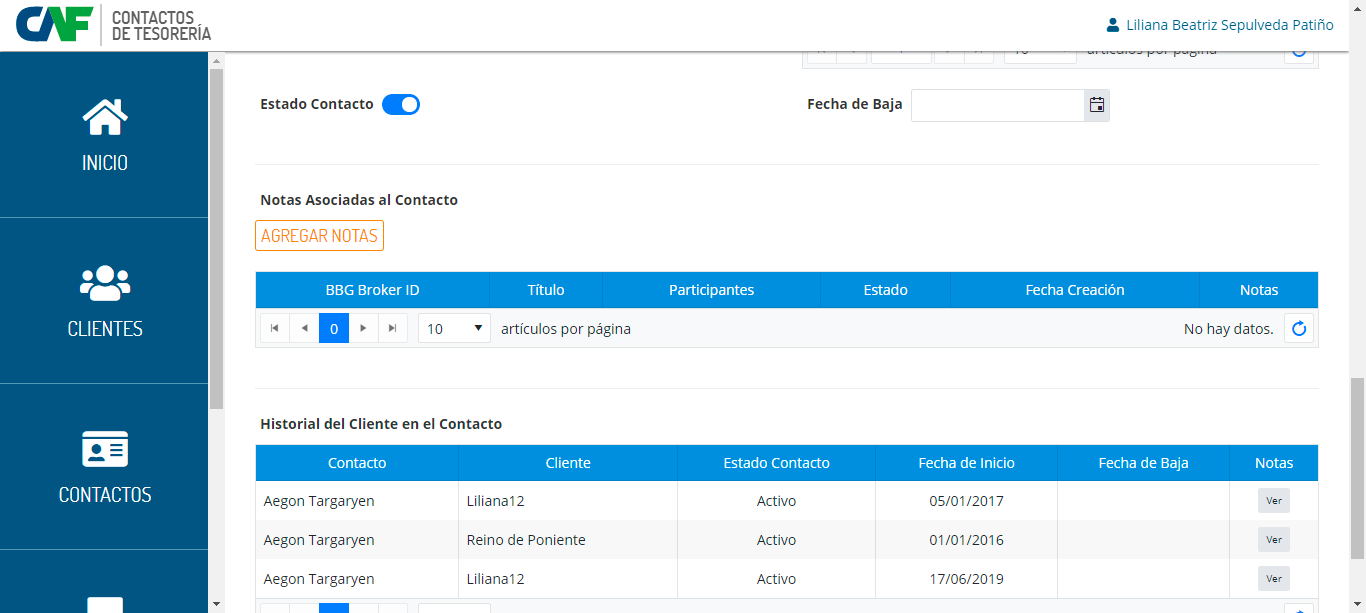 CAF CONTACTOS
DE TESORERÍA
Liliana Beatriz Sepulveda Patiño
10 artículos por página
INICIO
CLIENTES
CONTACTOS
Estado Contacto
Fecha de Baja
Notas Asociadas al Contacto
AGREGAR NOTAS
BBG Broker ID Título Participantes Estado Fecha Creación Notas
0 10 artículos por página No hay datos.
Historial del Cliente en el Contacto
Contacto Cliente Estado Contacto Fecha de Inicio Fecha de Baja Notas
Aegon Targaryen Liliana12 Activo 05/01/2017 Ver
Aegon Targaryen Reino de Poniente Activo 01/01/2016 Ver
Aegon Targaryen Liliana12 Activo 17/06/2019 Ver